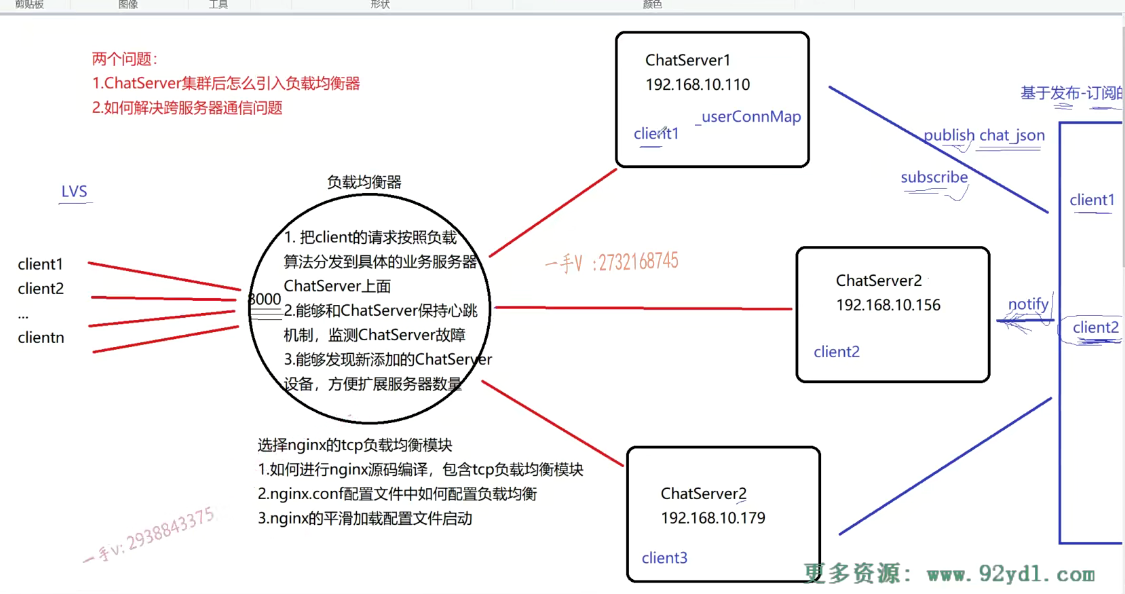 剪贴板
图像
工具
形状
颜色
两个问题：
1.ChatServer集群后怎么引入负载均衡器
2.如何解决跨服务器通信问题
LVS
client1
client2
...
clientn
负载均衡器
8000
1. 把client的请求按照负载
算法分发到具体的业务服务器
ChatServer上面
2.能够和ChatServer保持心跳
机制，监测ChatServer故障
3.能够发现新添加的ChatServer
设备，方便扩展服务器数量
选择nginx的tcp负载均衡模块
1.如何进行nginx源码编译，包含tcp负载均衡模块
2.nginx.conf配置文件中如何配置负载均衡
3.nginx的平滑加载配置文件启动
ChatServer1
192.168.10.110
_userConnMap
client1
ChatServer2
192.168.10.156
client2
ChatServer2
192.168.10.179
client3
基于发布-订阅的
publish chat_json
subscribe
client1
notify
client2
一手V :2732168745
一手v: 2938843375
更多资源：www.92ydl.com